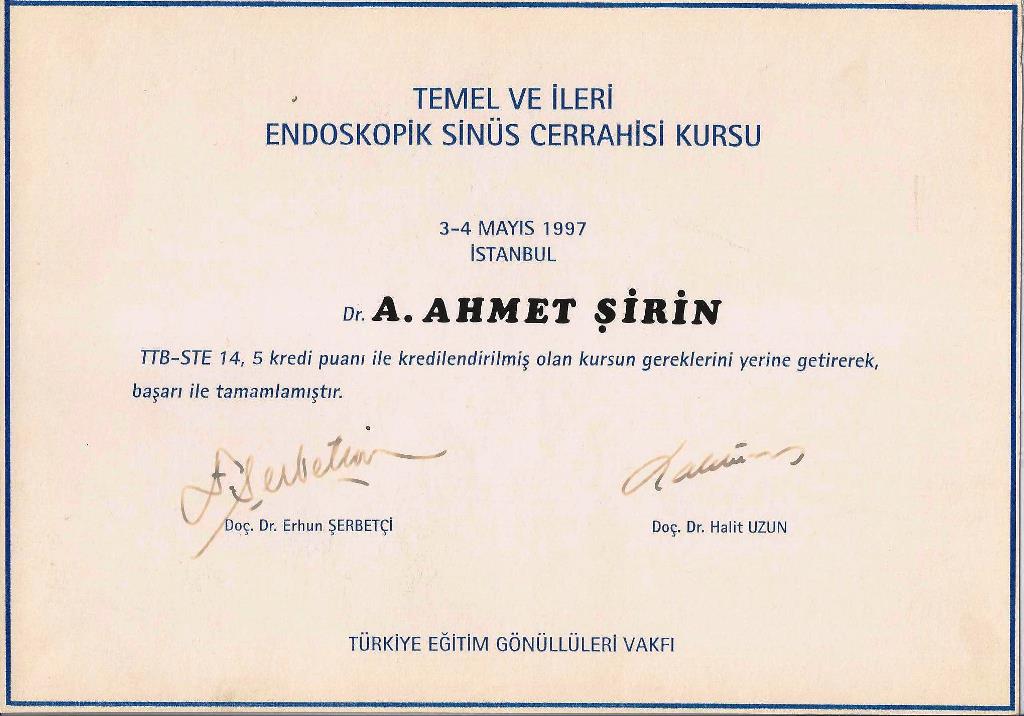 TEMEL VE İLERİ
ENDOSKOPİK SİNÜS CERRAHİSİ KURSU
3-4 MAYIS 1997
İSTANBUL
Dr. A. AHMET ŞİRİN
TTB-STE 14, 5 kredi puanı ile kredilendirilmiş olan kursun gereklerini yerine getirerek,
başarı ile tamamlamıştır.
Doç. Dr. Erhun ŞERBETÇİ
Doç. Dr. Halit UZUN
TÜRKİYE EĞİTİM GÖNÜLLÜLERİ VAKFI